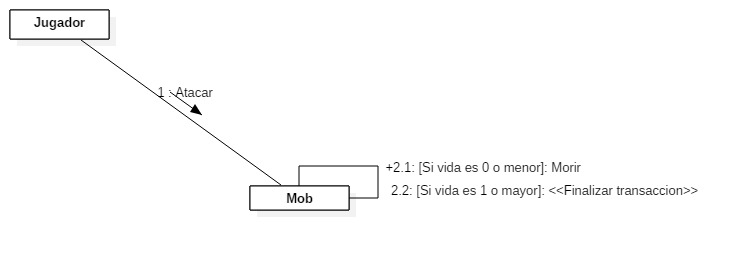 Jugador
1 : Atacar
+2.1: [Si vida es 0 o menor]: Morir
2.2: [Si vida es 1 o mayor]: <<Finalizar transaccion>>
Mob